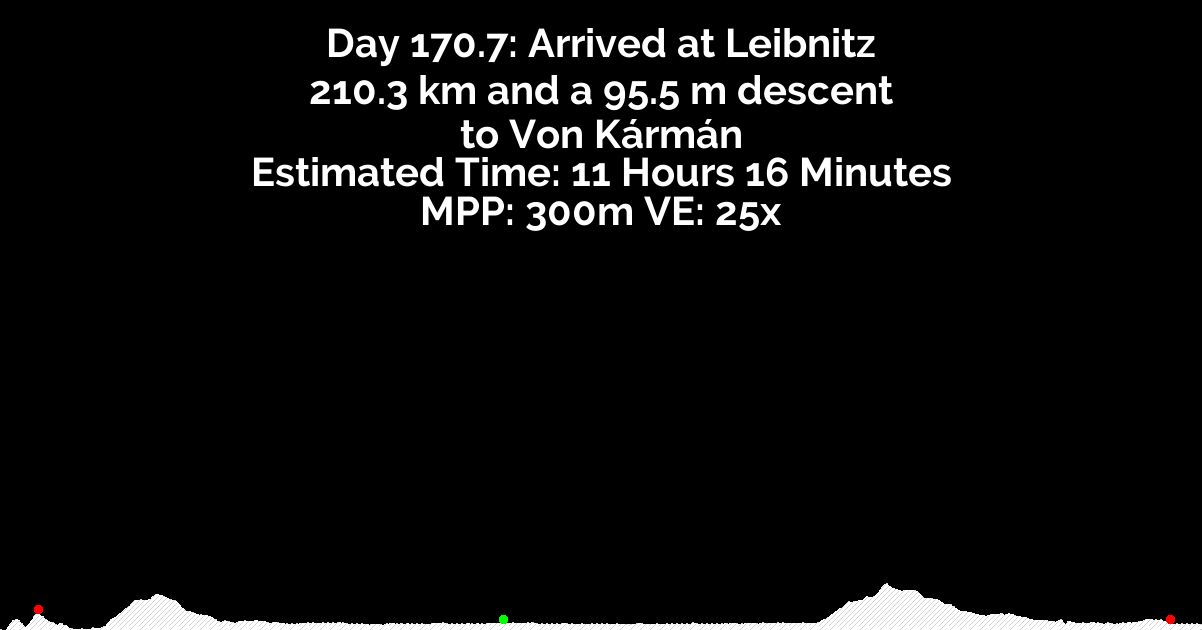 Day 170.7: Arrived at Leibnitz
210.3 km and a 95.5 m descent
to Von Kármán
Estimated Time: 11 Hours 16 Minutes
MPP: 300m VE: 25x